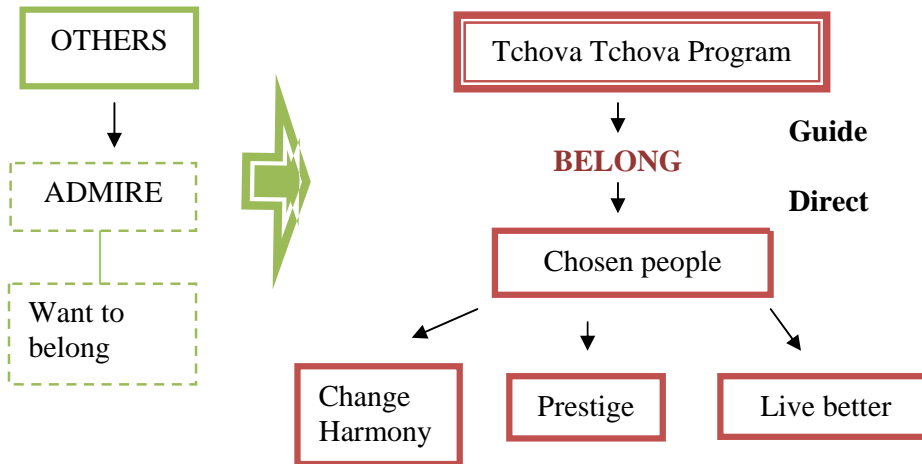 OTHERS
ADMIRE
Want to
belong
Tchova Tchova Program
Guide
BELONG
Direct
Chosen people
Change
Harmony
Prestige
Live better